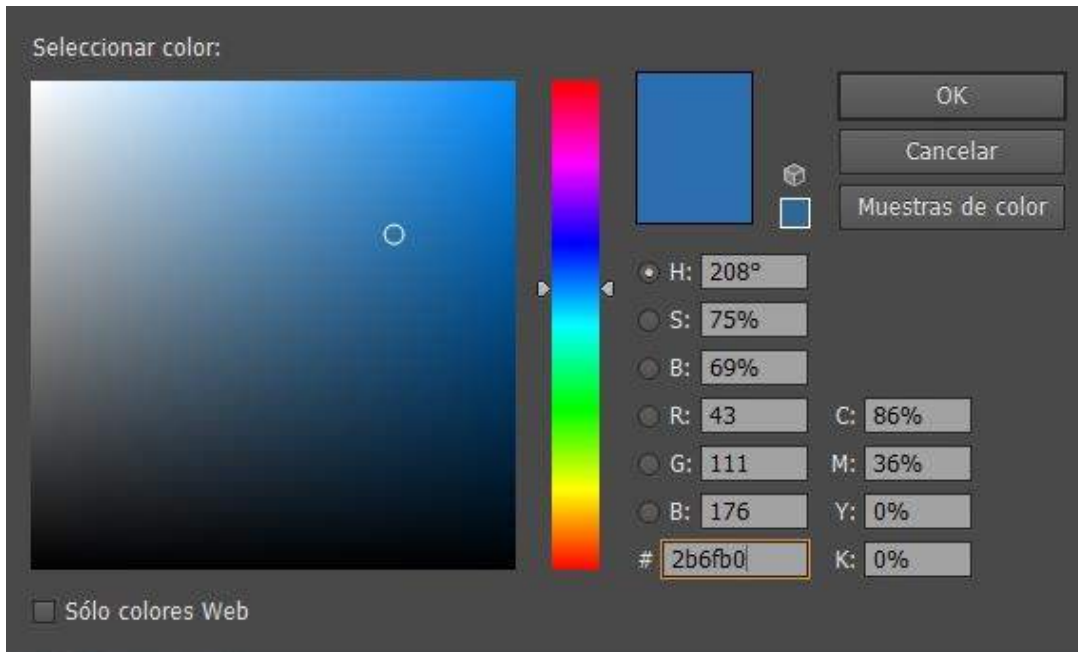 Seleccionar color:
OK
Cancelar
Muestras de color
H: 208°
S: 75%
B: 69%
R: 43 C: 86%
G: 111 M: 36%
B: 176 Y: 0%
# 2b6fb0 K: 0%
Sólo colores Web